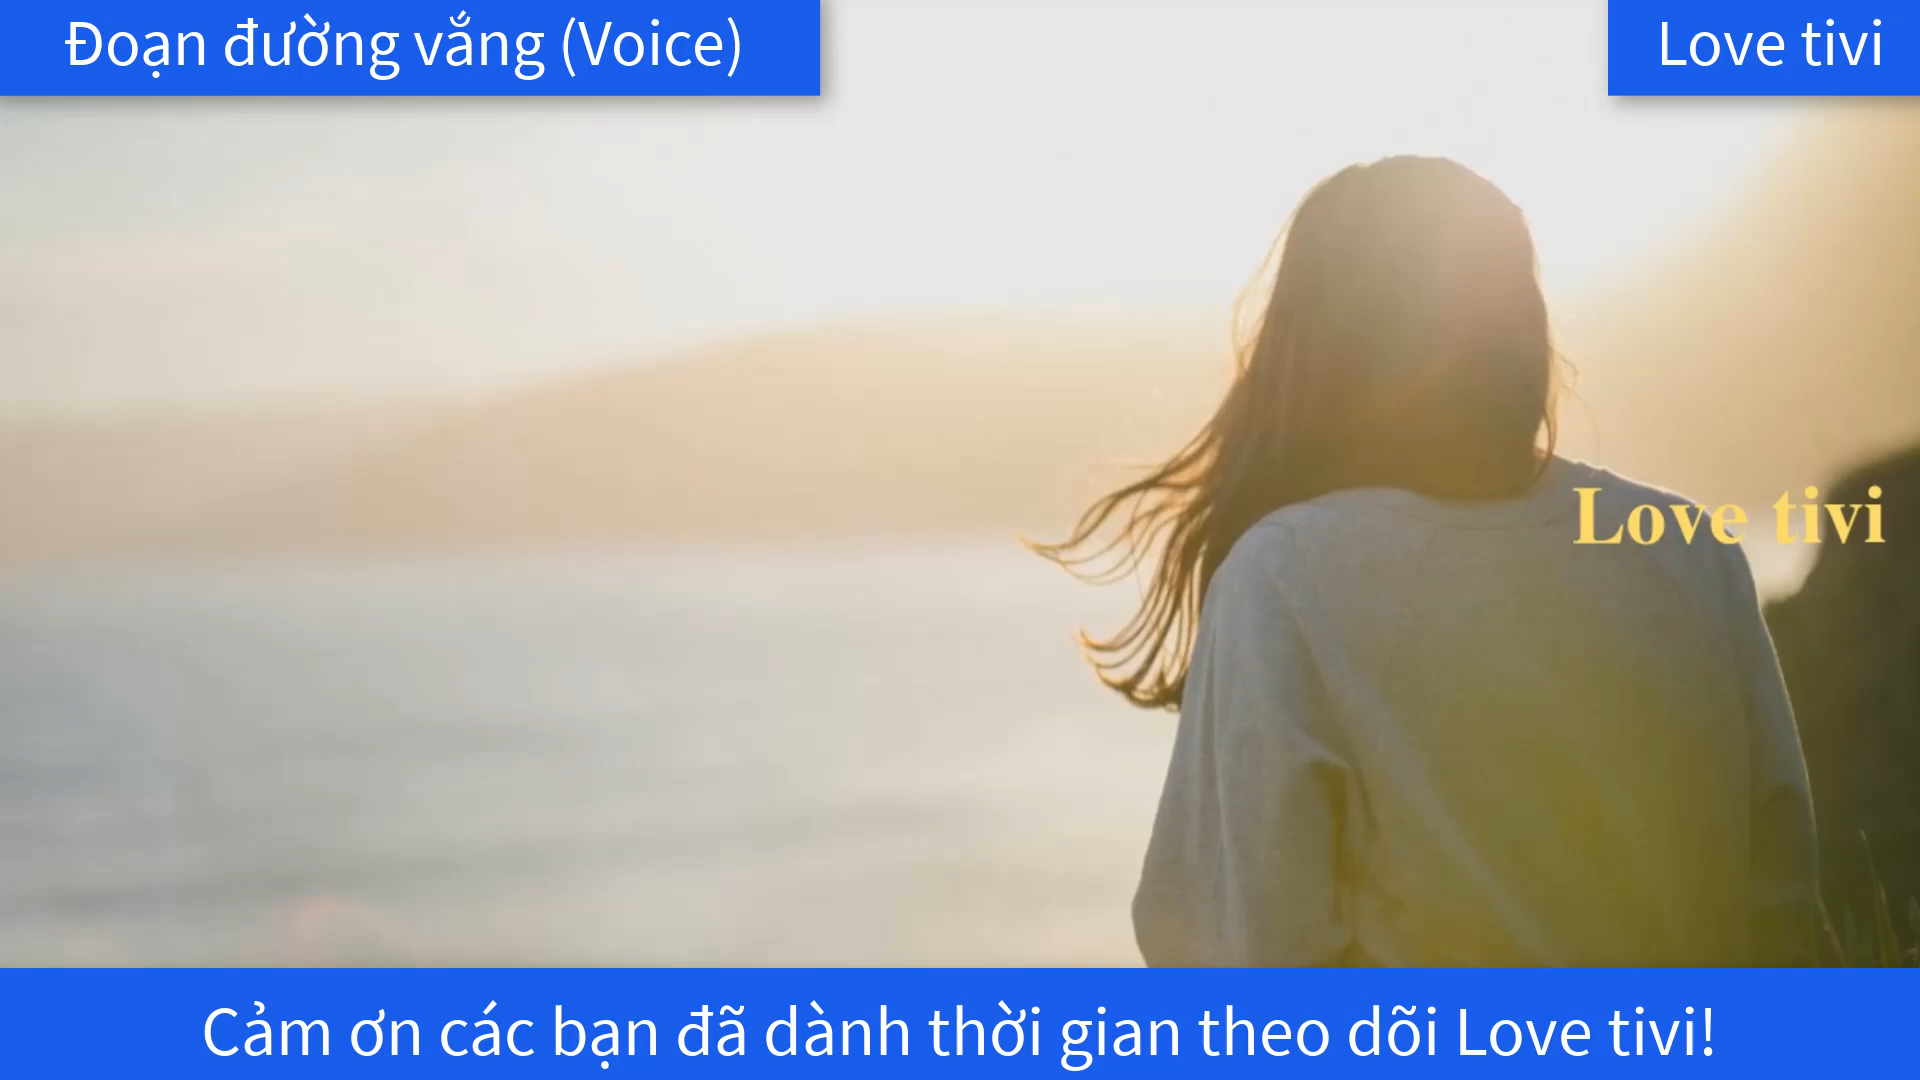 Đoạn đường vắng (Voice)
Love tivi
Love tivi
Cảm ơn các bạn đã dành thời gian theo dõi Love tivi!